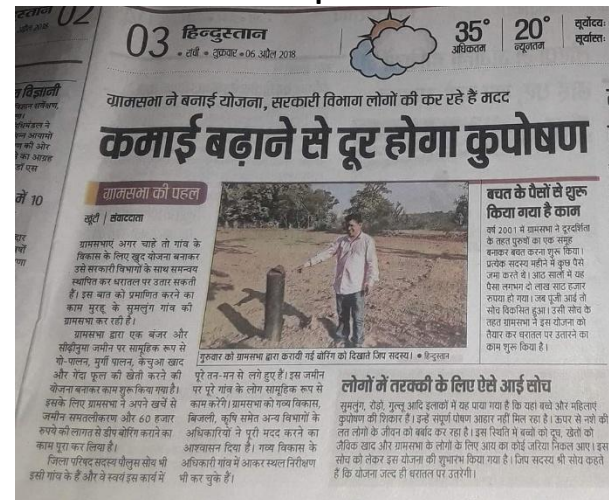 02
03 हिन्दुस्तान
• रांची • शुक्रवार • 06 अप्रैल 2018
35°
अधिकतम
20°
न्यूनतम
सूर्योदयः
सूर्यास्तः
ग्रामसभा ने बनाई योजना, सरकारी विभाग लोगों की कर रहे हैं मदद
कमाई बढ़ाने से दूर होगा कुपोषण
ग्रामसभा की पहल
खूंटी | संवाददाता
ग्रामसभाएं अगर चाहे तो गांव के
विकास के लिए खुद योजना बनाकर
उसे सरकारी विभागों के साथ समन्वय
स्थापित कर धरातल पर उतार सकती
हैं। इस बात को प्रमाणित करने का
काम मुरहू के सुमलुंग गांव की
ग्रामसभा कर रही है।
ग्रामसभा द्वारा एक बंजर और
सीढ़ीनुमा जमीन पर सामूहिक रूप से
गो-पालन, मुर्गी पालन, केंचुआ खाद
और गेंदा फूल की खेती करने की
योजना बनाकर काम शुरू किया गया है।
इसके लिए ग्रामसभा ने अपने खर्चे से
जमीन समतलीकरण और 60 हजार
रुपये की लागत से डीप बोरिंग कराने का
काम पूरा कर लिया है।
जिला परिषद सदस्य पौलुस सोय भी
इसी गांव के हैं और वे स्वयं इस कार्य में
गुरुवार को ग्रामसभा द्वारा करायी गई बोरिंग को दिखाते जिप सदस्य। • हिन्दुस्तान
पूरे तन-मन से लगे हुए हैं। इस जमीन
पर पूरे गांव के लोग सामूहिक रूप से
काम करेंगे। ग्रामसभा को गव्य विकास,
बिजली, कृषि समेत अन्य विभागों के
अधिकारियों ने पूरी मदद करने का
आश्वासन दिया है। गव्य विकास के
अधिकारी गांव में आकर स्थल निरीक्षण
भी कर चुके हैं।
बचत के पैसों से शुरू
किया गया है काम
वर्ष 2001 में ग्रामसभा ने दूरदर्शिता
के तहत पुरुषों का एक समूह
बनाकर बचत करना शुरू किया।
प्रत्येक सदस्य महीने में कुछ पैसे
जमा करते थे। आठ सालों में यह
पैसा लगभग दो लाख साठ हजार
रुपया हो गया। जब पूंजी आई तो
सोच विकसित हुआ। उसी सोच के
तहत ग्रामसभा ने इस योजना को
तैयार कर धरातल पर उतारने का
काम शुरू किया है।
लोगों में तरक्की के लिए ऐसे आई सोच
सुमलुंग, रोड़ो, गुल्लू आदि इलाकों में यह पाया गया है कि यहां बच्चे और महिलाएं
कुपोषण की शिकार हैं। इन्हें संपूर्ण पोषण आहार नहीं मिल रहा है। ऊपर से नशे की
लत लोगों के जीवन को बर्बाद कर रहा है। इस स्थिति में बच्चों को दूध, खेतों को
जैविक खाद और ग्रामसभा के लोगों के लिए आय का कोई जरिया निकल आए। इस
सोच को लेकर इस योजना की शुभारंभ किया गया है। जिप सदस्य श्री सोय कहते
हैं कि योजना जल्द ही धरातल पर उतरेगी।